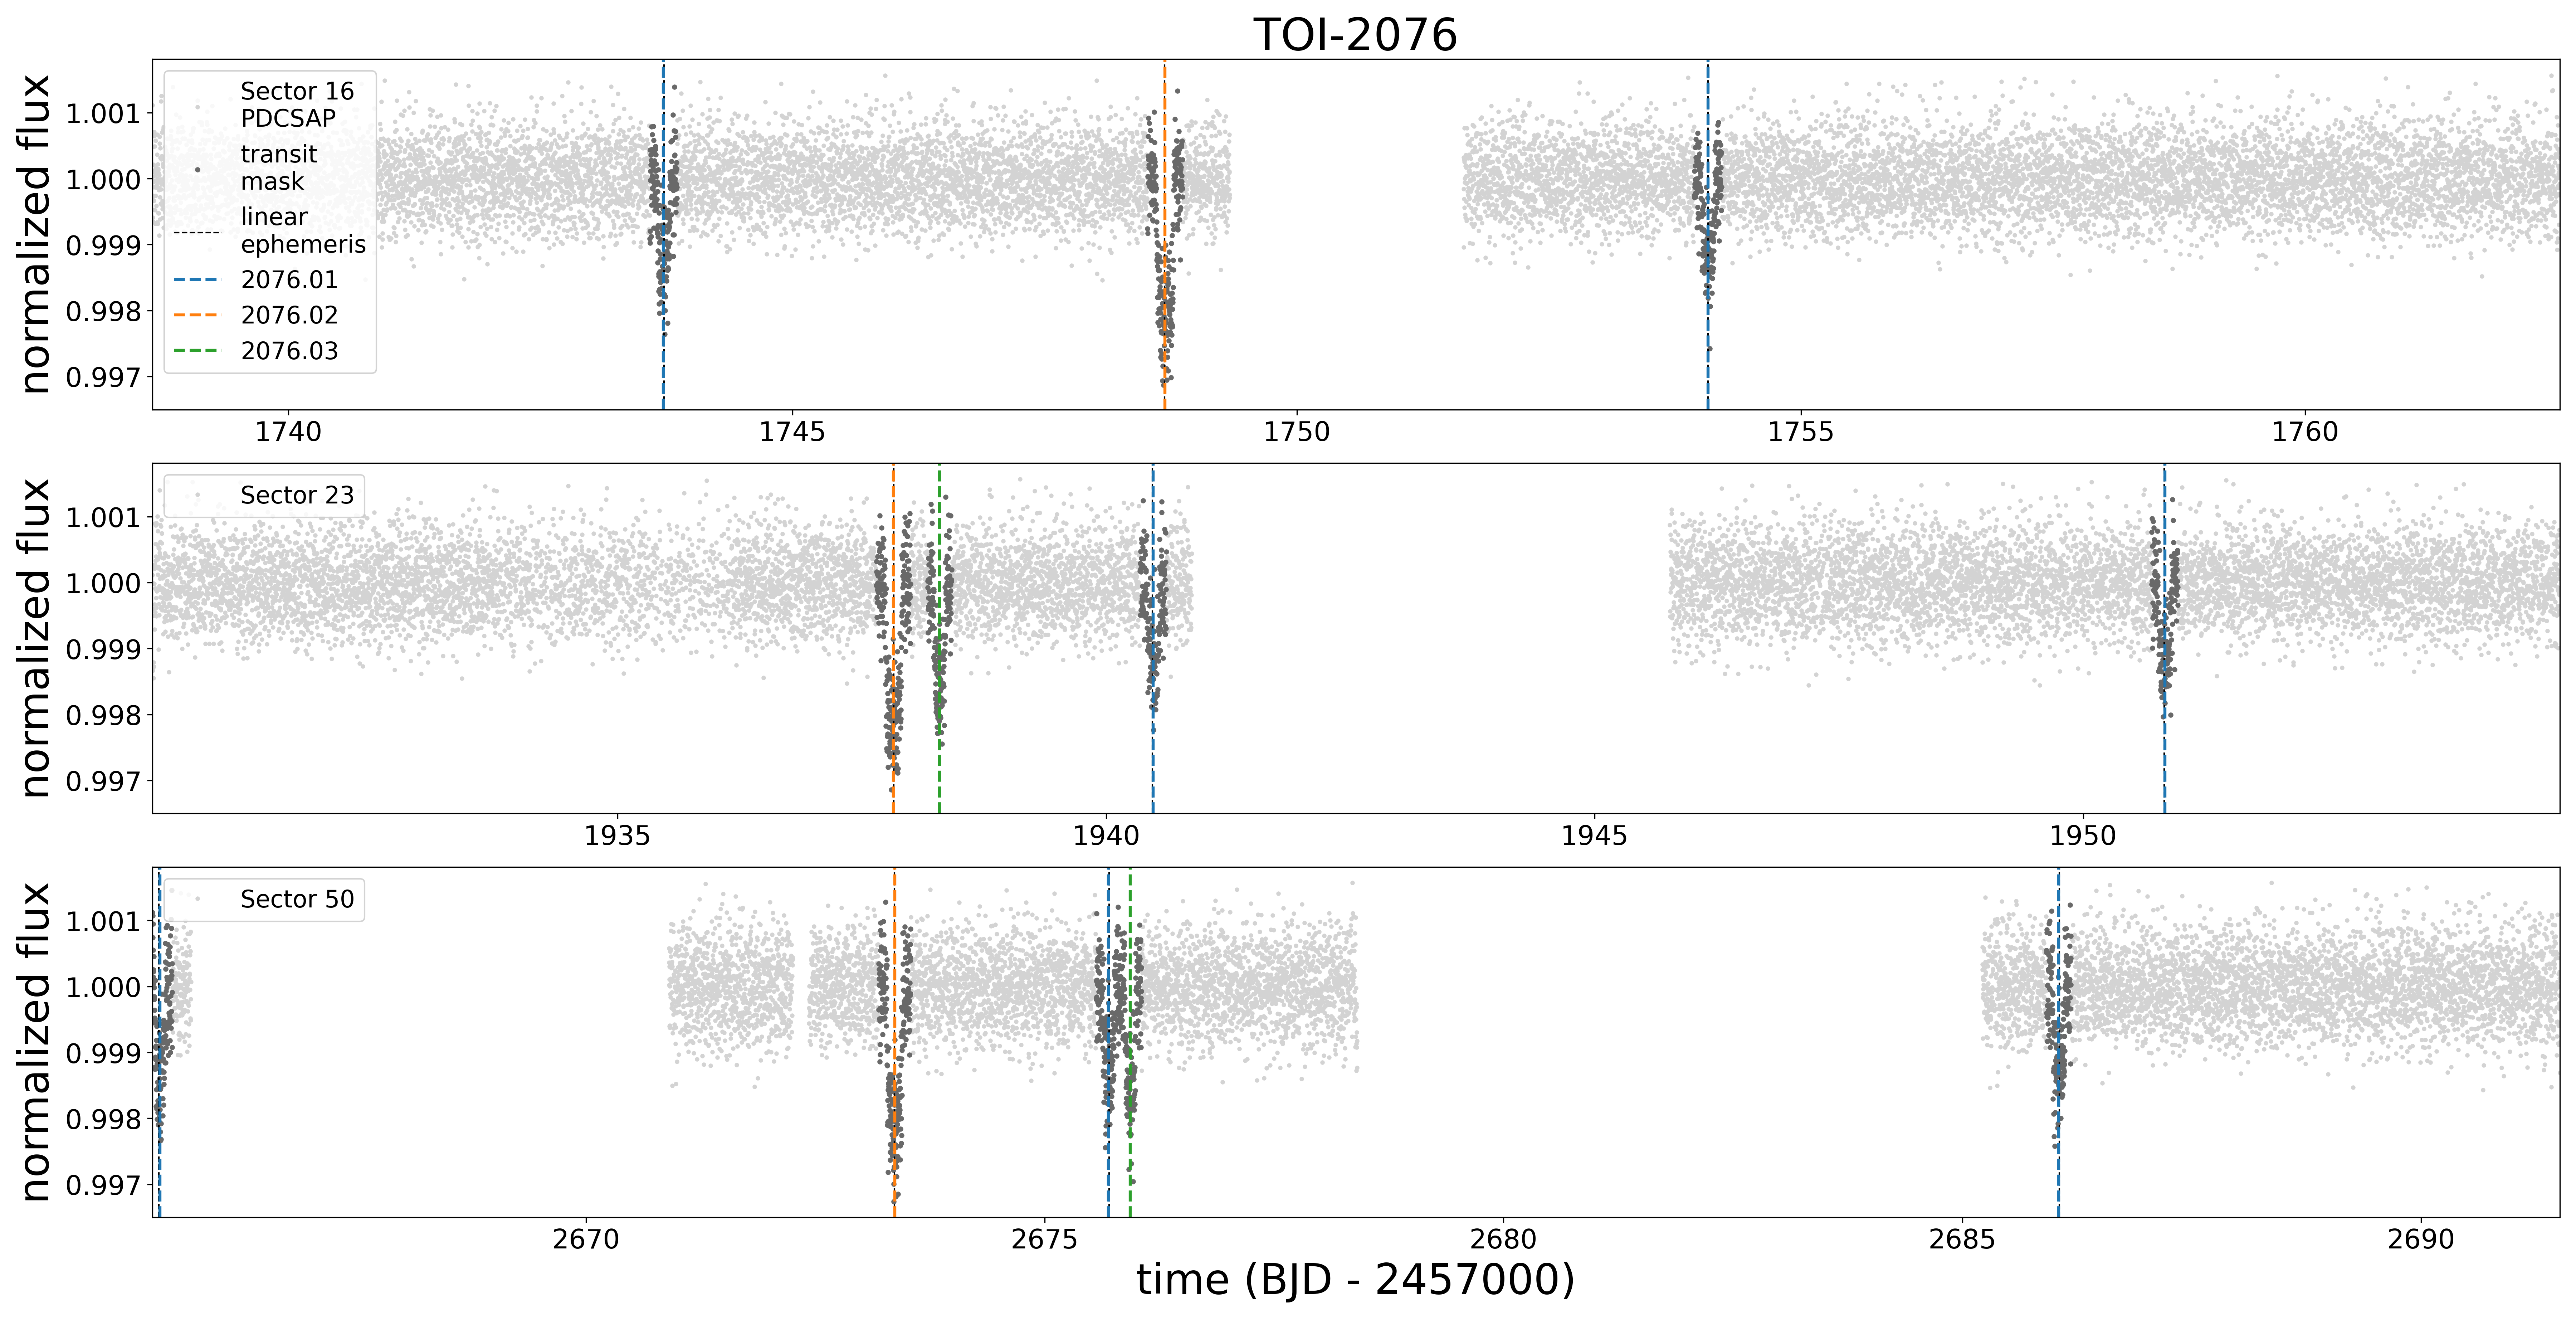 TOI-2076
normalized flux
1.001
1.000
0.999
0.998
0.997
Sector 16
PDCSAP
transit
mask
linear
ephemeris
2076.01
2076.02
2076.03
1740 1745 1750 1755 1760
normalized flux
1.001
1.000
0.999
0.998
0.997
Sector 23
1935 1940 1945 1950
normalized flux
1.001
1.000
0.999
0.998
0.997
Sector 50
2670 2675 2680 2685 2690
time (BJD - 2457000)